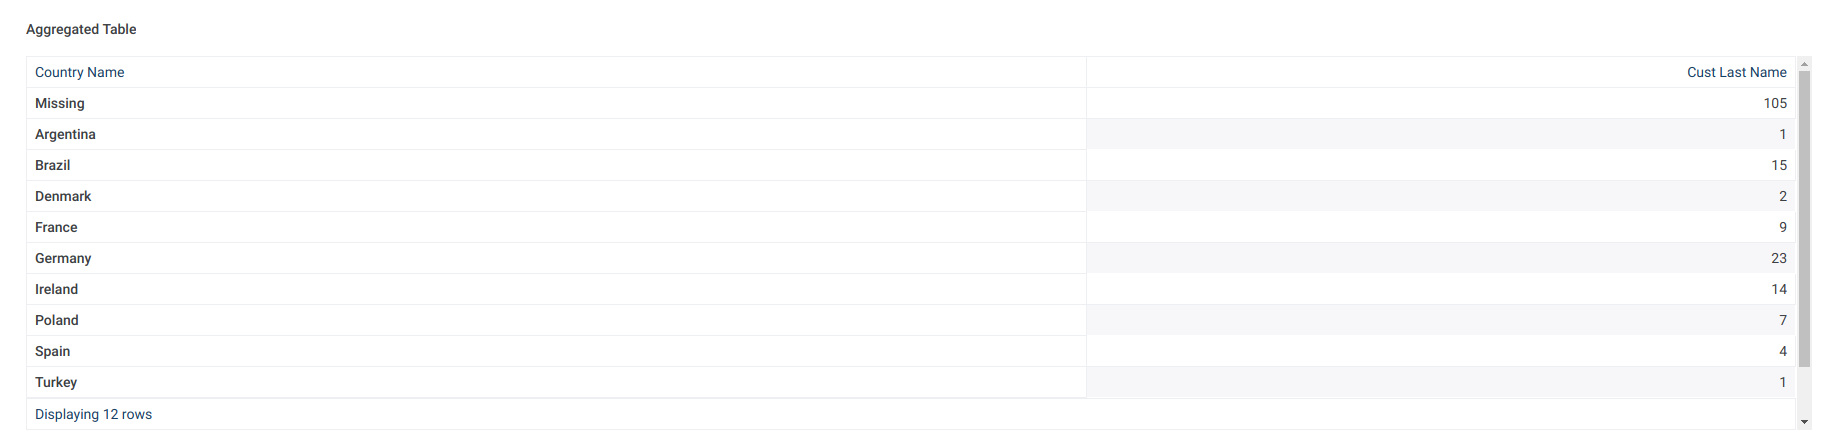 Aggregated Table
Country Name Cust Last Name
Missing 105
Argentina 1
Brazil 15
Denmark 2
France 9
Germany 23
Ireland 14
Poland 7
Spain 4
Turkey 1
Displaying 12 rows